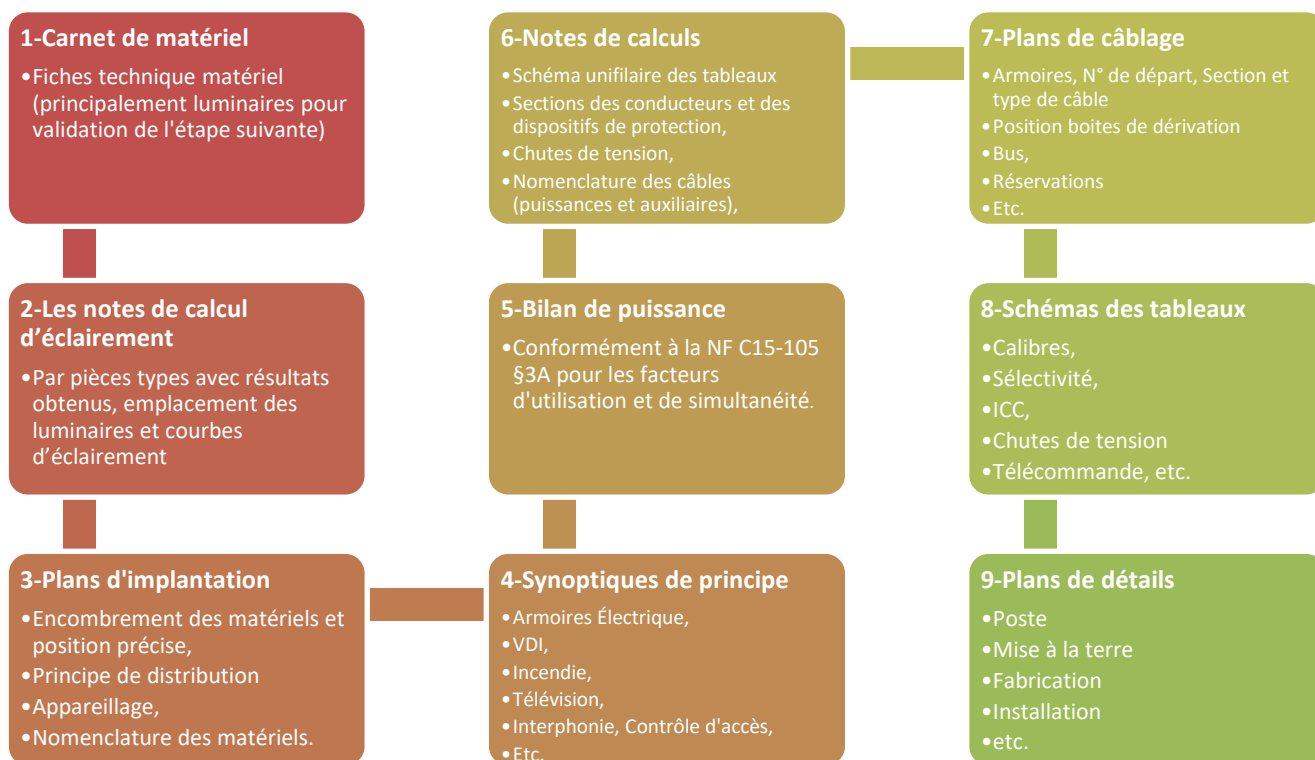 1-Carnet de matériel
•Fiches technique matériel
(principalement luminaires pour
validation de l'étape suivante)
2-Les notes de calcul
d’éclairement
•Par pièces types avec résultats
obtenus, emplacement des
luminaires et courbes
d’éclairement
3-Plans d'implantation
•Encombrement des matériels et
position précise,
•Principe de distribution
•Appareillage,
•Nomenclature des matériels.
4-Synoptiques de principe
•Armoires Électrique,
•VDI,
•Incendie,
•Télévision,
•Interphonie, Contrôle d'accès,
•Etc.
5-Bilan de puissance
•Conformément à la NF C15-105
§3A pour les facteurs
d'utilisation et de simultanéité.
6-Notes de calculs
•Schéma unifilaire des tableaux
•Sections des conducteurs et des
dispositifs de protection,
•Chutes de tension,
•Nomenclature des câbles
(puissances et auxiliaires),
7-Plans de câblage
•Armoires, N° de départ, Section et
type de câble
•Position boites de dérivation
•Bus,
•Réservations
•Etc.
8-Schémas des tableaux
•Calibres,
•Sélectivité,
•ICC,
•Chutes de tension
•Télécommande, etc.
9-Plans de détails
•Poste
•Mise à la terre
•Fabrication
•Installation
•etc.